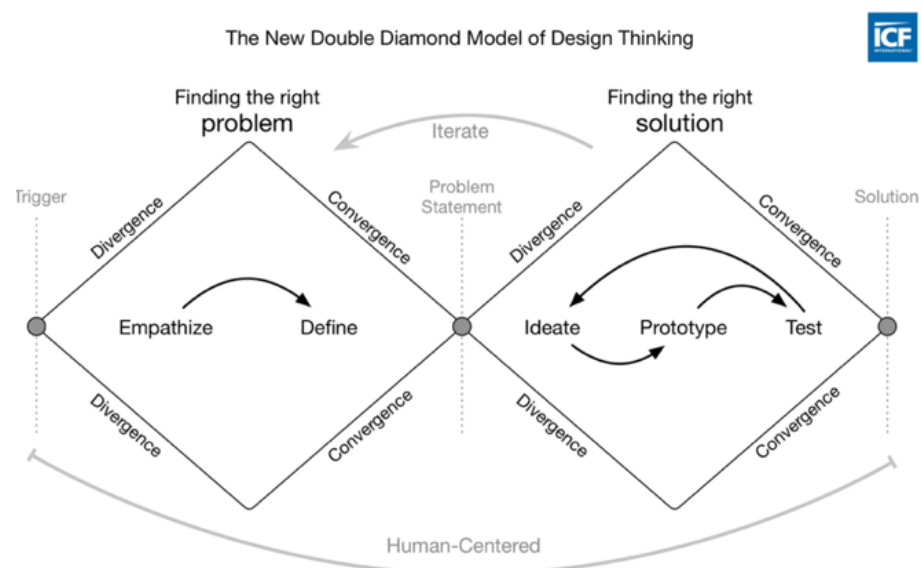 The New Double Diamond Model of Design Thinking
ICF
INTERNATIONAL
Finding the right
problem
Finding the right
solution
Iterate
Trigger
Problem
Statement
Solution
Divergence
Convergence
Divergence
Convergence
Empathize
Define
Ideate
Prototype
Test
Divergence
Convergence
Divergence
Convergence
Human-Centered